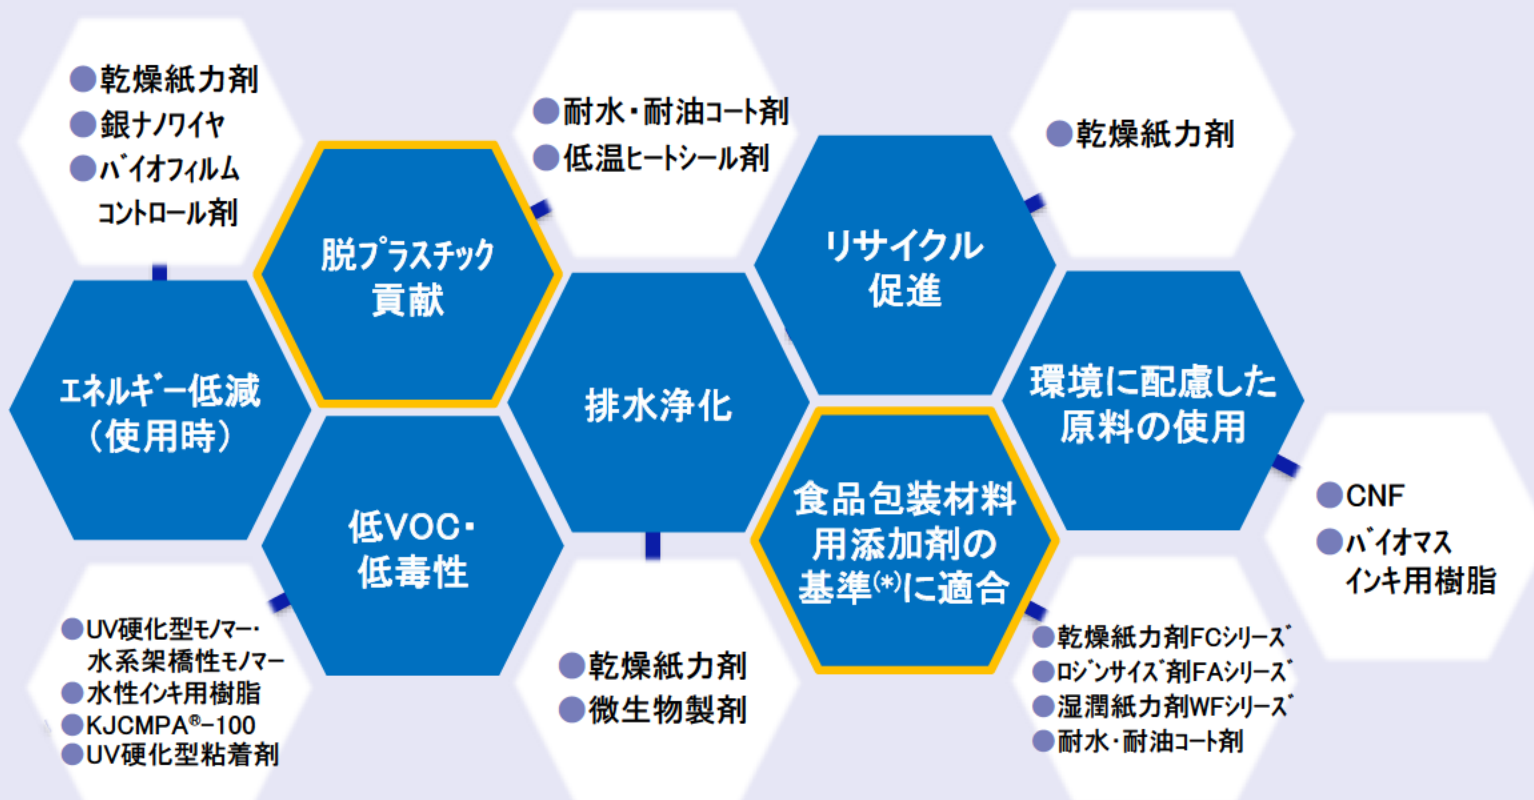 ●乾燥紙力剤
●銀ナノワイヤ
●バイオフィルム
コントロール剤
●耐水・耐油コート剤
●低温ヒートシール剤
●乾燥紙力剤
脱プラスチック
貢献
リサイクル
促進
エネルギー低減
(使用時)
排水浄化
環境に配慮した
原料の使用
低VOC・
低毒性
食品包装材料
用添加剤の
基準(*)に適合
●CNF
●バイオマス
インキ用樹脂
●UV硬化型モノマー・
水系架橋性モノマー
●水性インキ用樹脂
●KJCMPA®-100
●UV硬化型粘着剤
●乾燥紙力剤
●微生物製剤
●乾燥紙力剤FCシリーズ
●ロジンサイズ剤FAシリーズ
●湿潤紙力剤WFシリーズ
●耐水・耐油コート剤